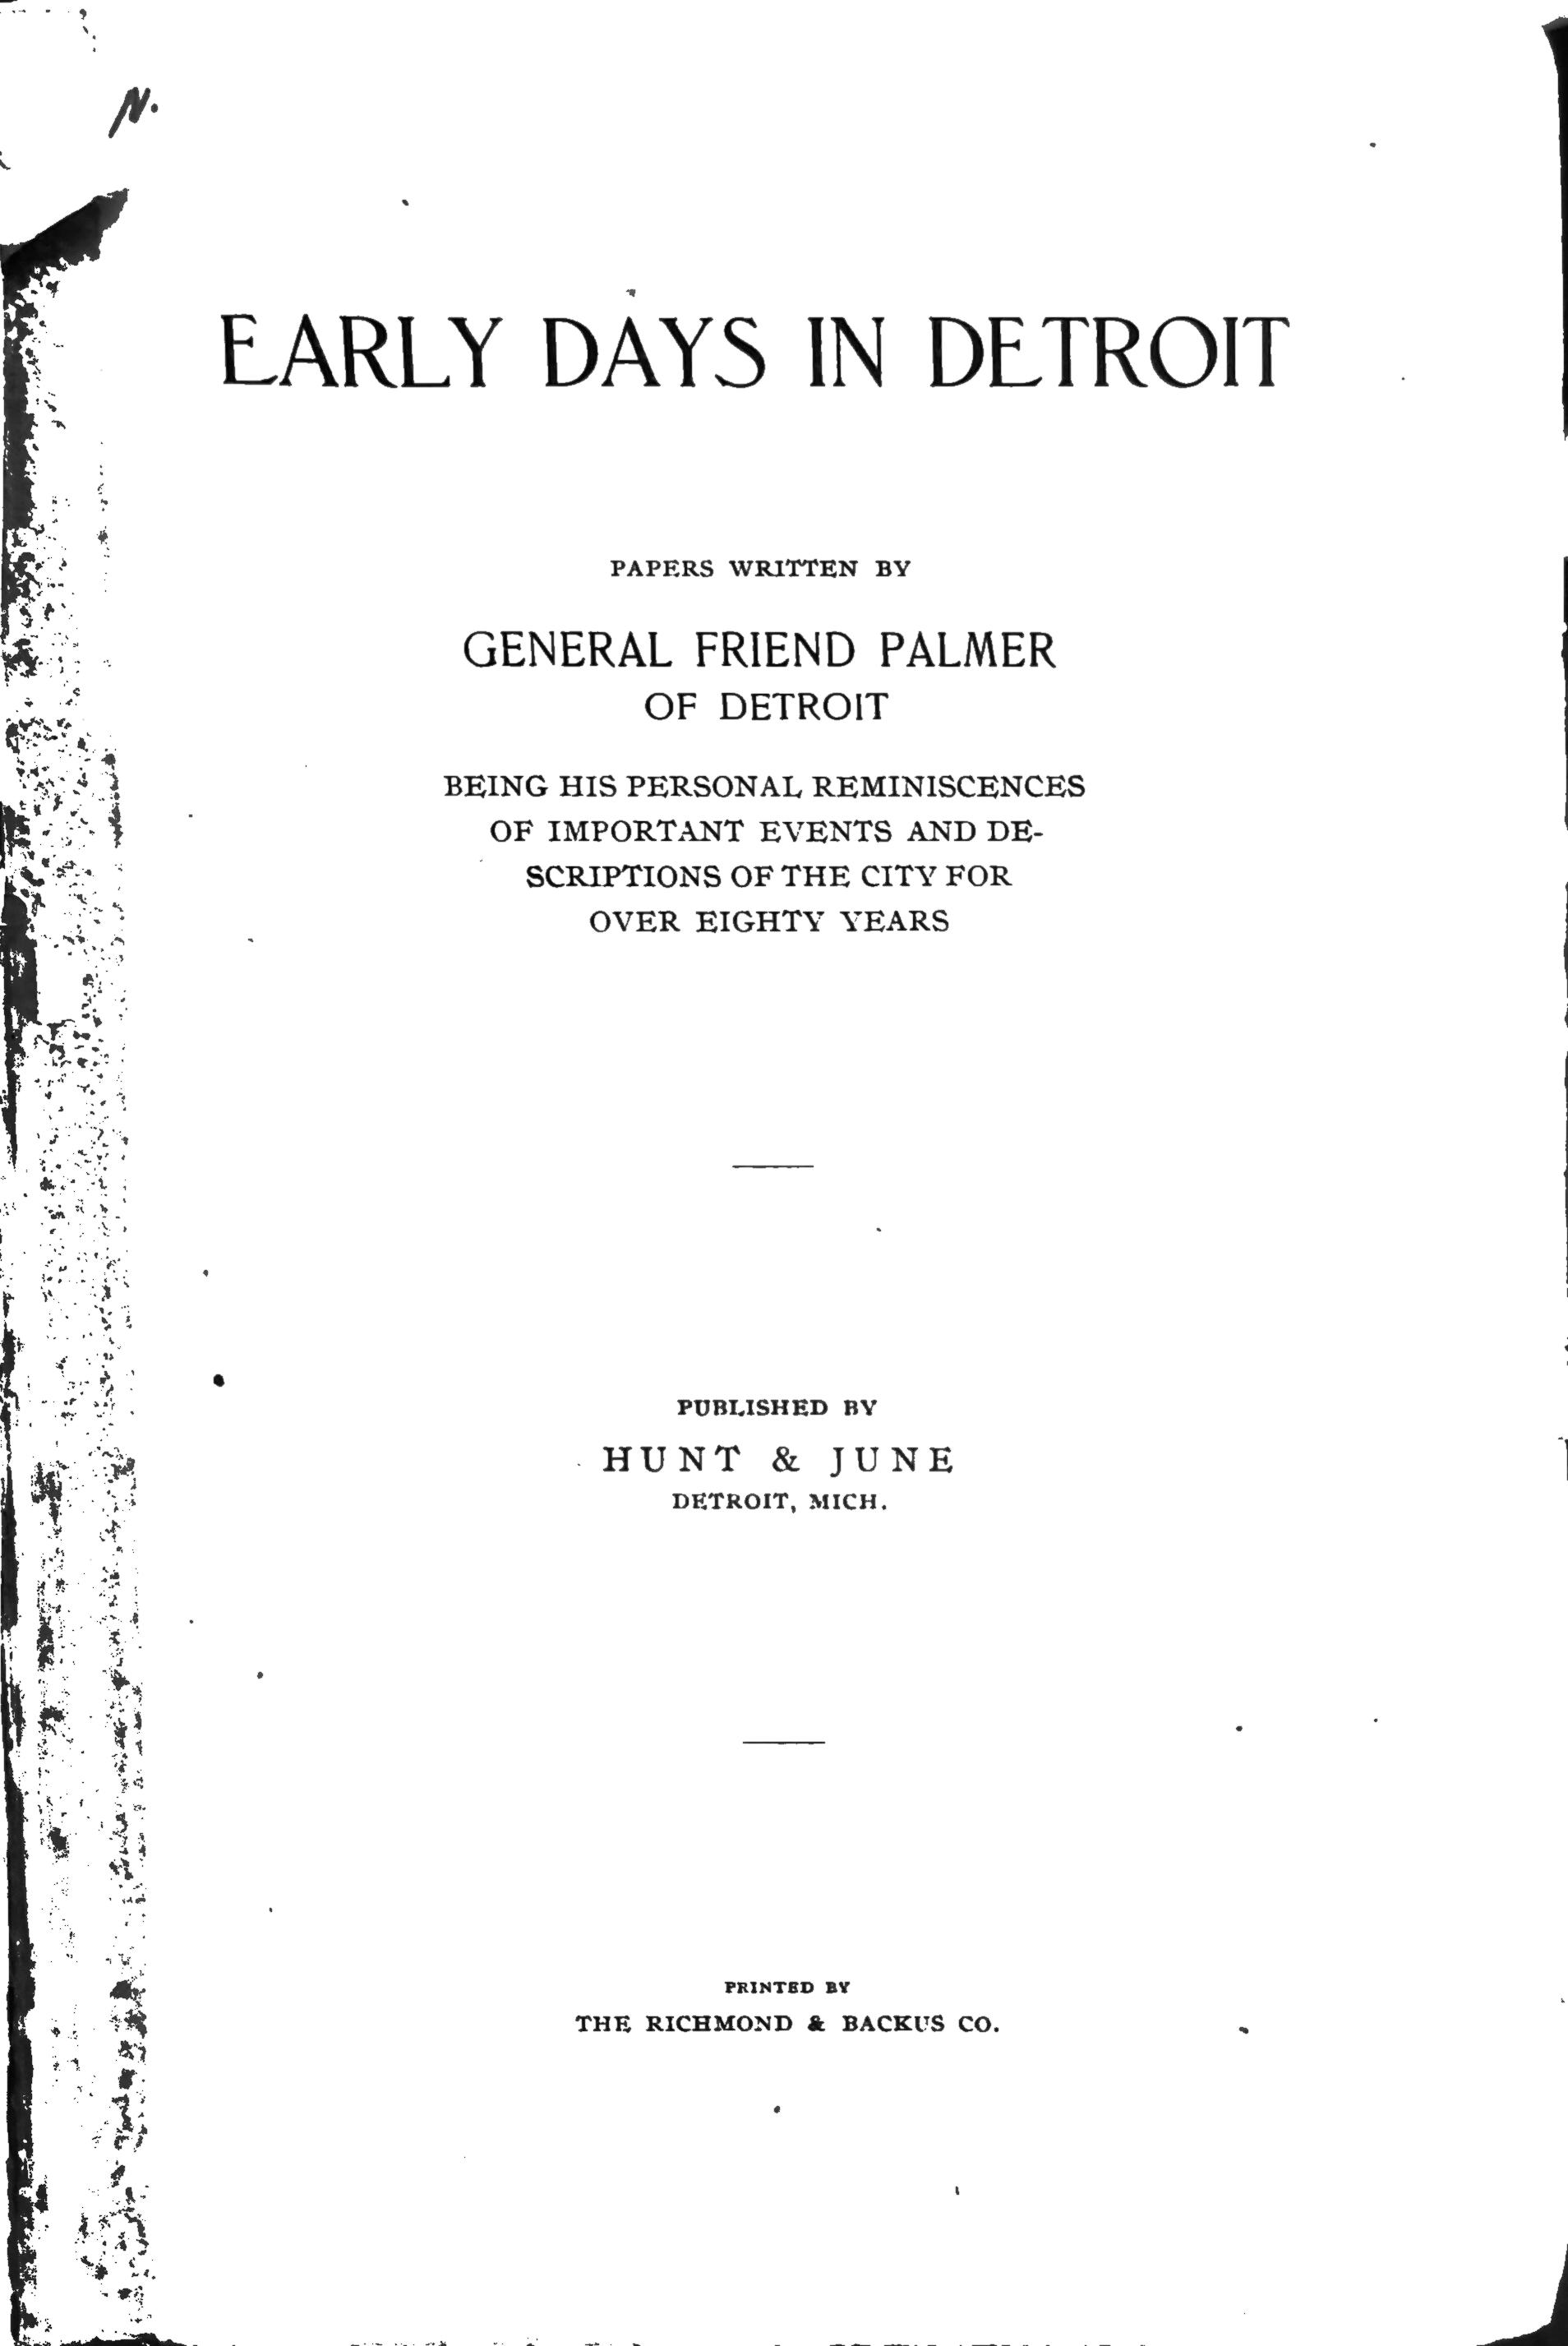 N.
EARLY DAYS IN DETROIT
PAPERS WRITTEN BY
GENERAL FRIEND PALMER
OF DETROIT
BEING HIS PERSONAL REMINISCENCES
OF IMPORTANT EVENTS AND DE-
SCRIPTIONS OF THE CITY FOR
OVER EIGHTY YEARS
PUBLISHED BY
HUNT & JUNE
DETROIT, MICH.
PRINTED BY
THE RICHMOND & BACKUS CO.